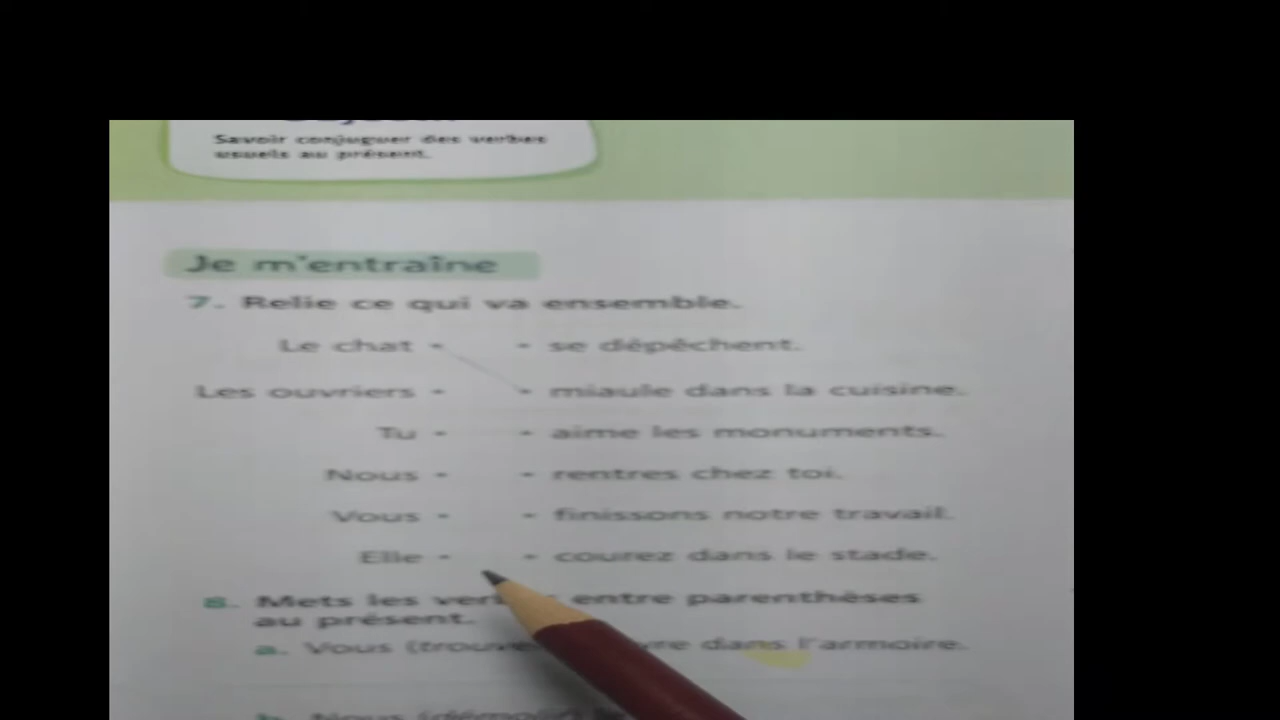 Savoir conjuguer des verbes
usuels au présent.
Je m'entraîne
7. Relie ce qui va ensemble.
Le chat - - se dépêchent.
Les ouvriers - - miaule dans la cuisine.
Tu - - aime les monuments.
Nous - - rentres chez toi.
Vous - - finissons notre travail.
Elle - - courez dans le stade.
8. Mets les entre parenthèses
au présent.
a. Vous dans l'armoire.
b. Nous